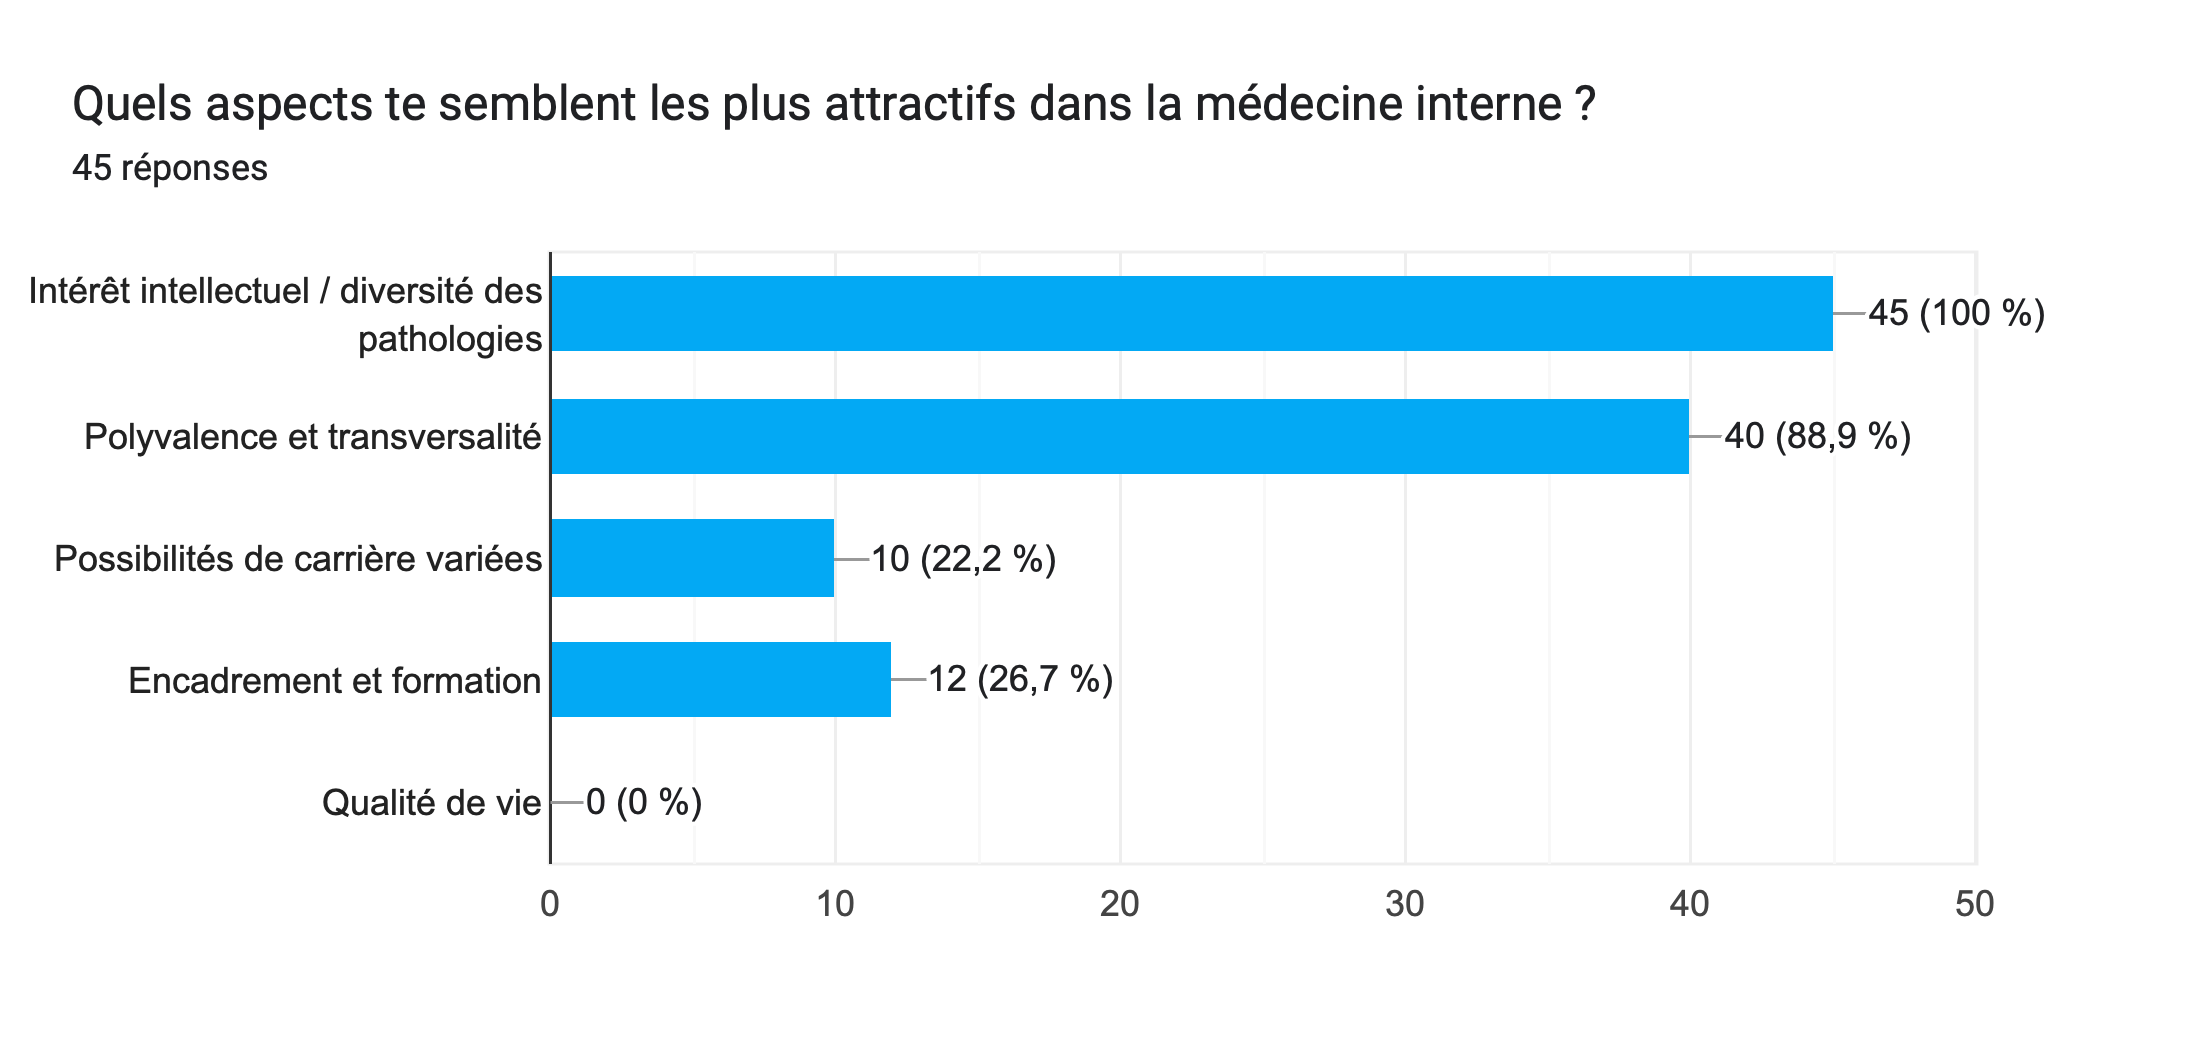 Quels aspects te semblent les plus attractifs dans la médecine interne ?
45 réponses
Intérêt intellectuel / diversité des
pathologies
45 (100 %)
Polyvalence et transversalité
40 (88,9 %)
Possibilités de carrière variées
10 (22,2 %)
Encadrement et formation
12 (26,7 %)
Qualité de vie
0 (0 %)
0 10 20 30 40 50